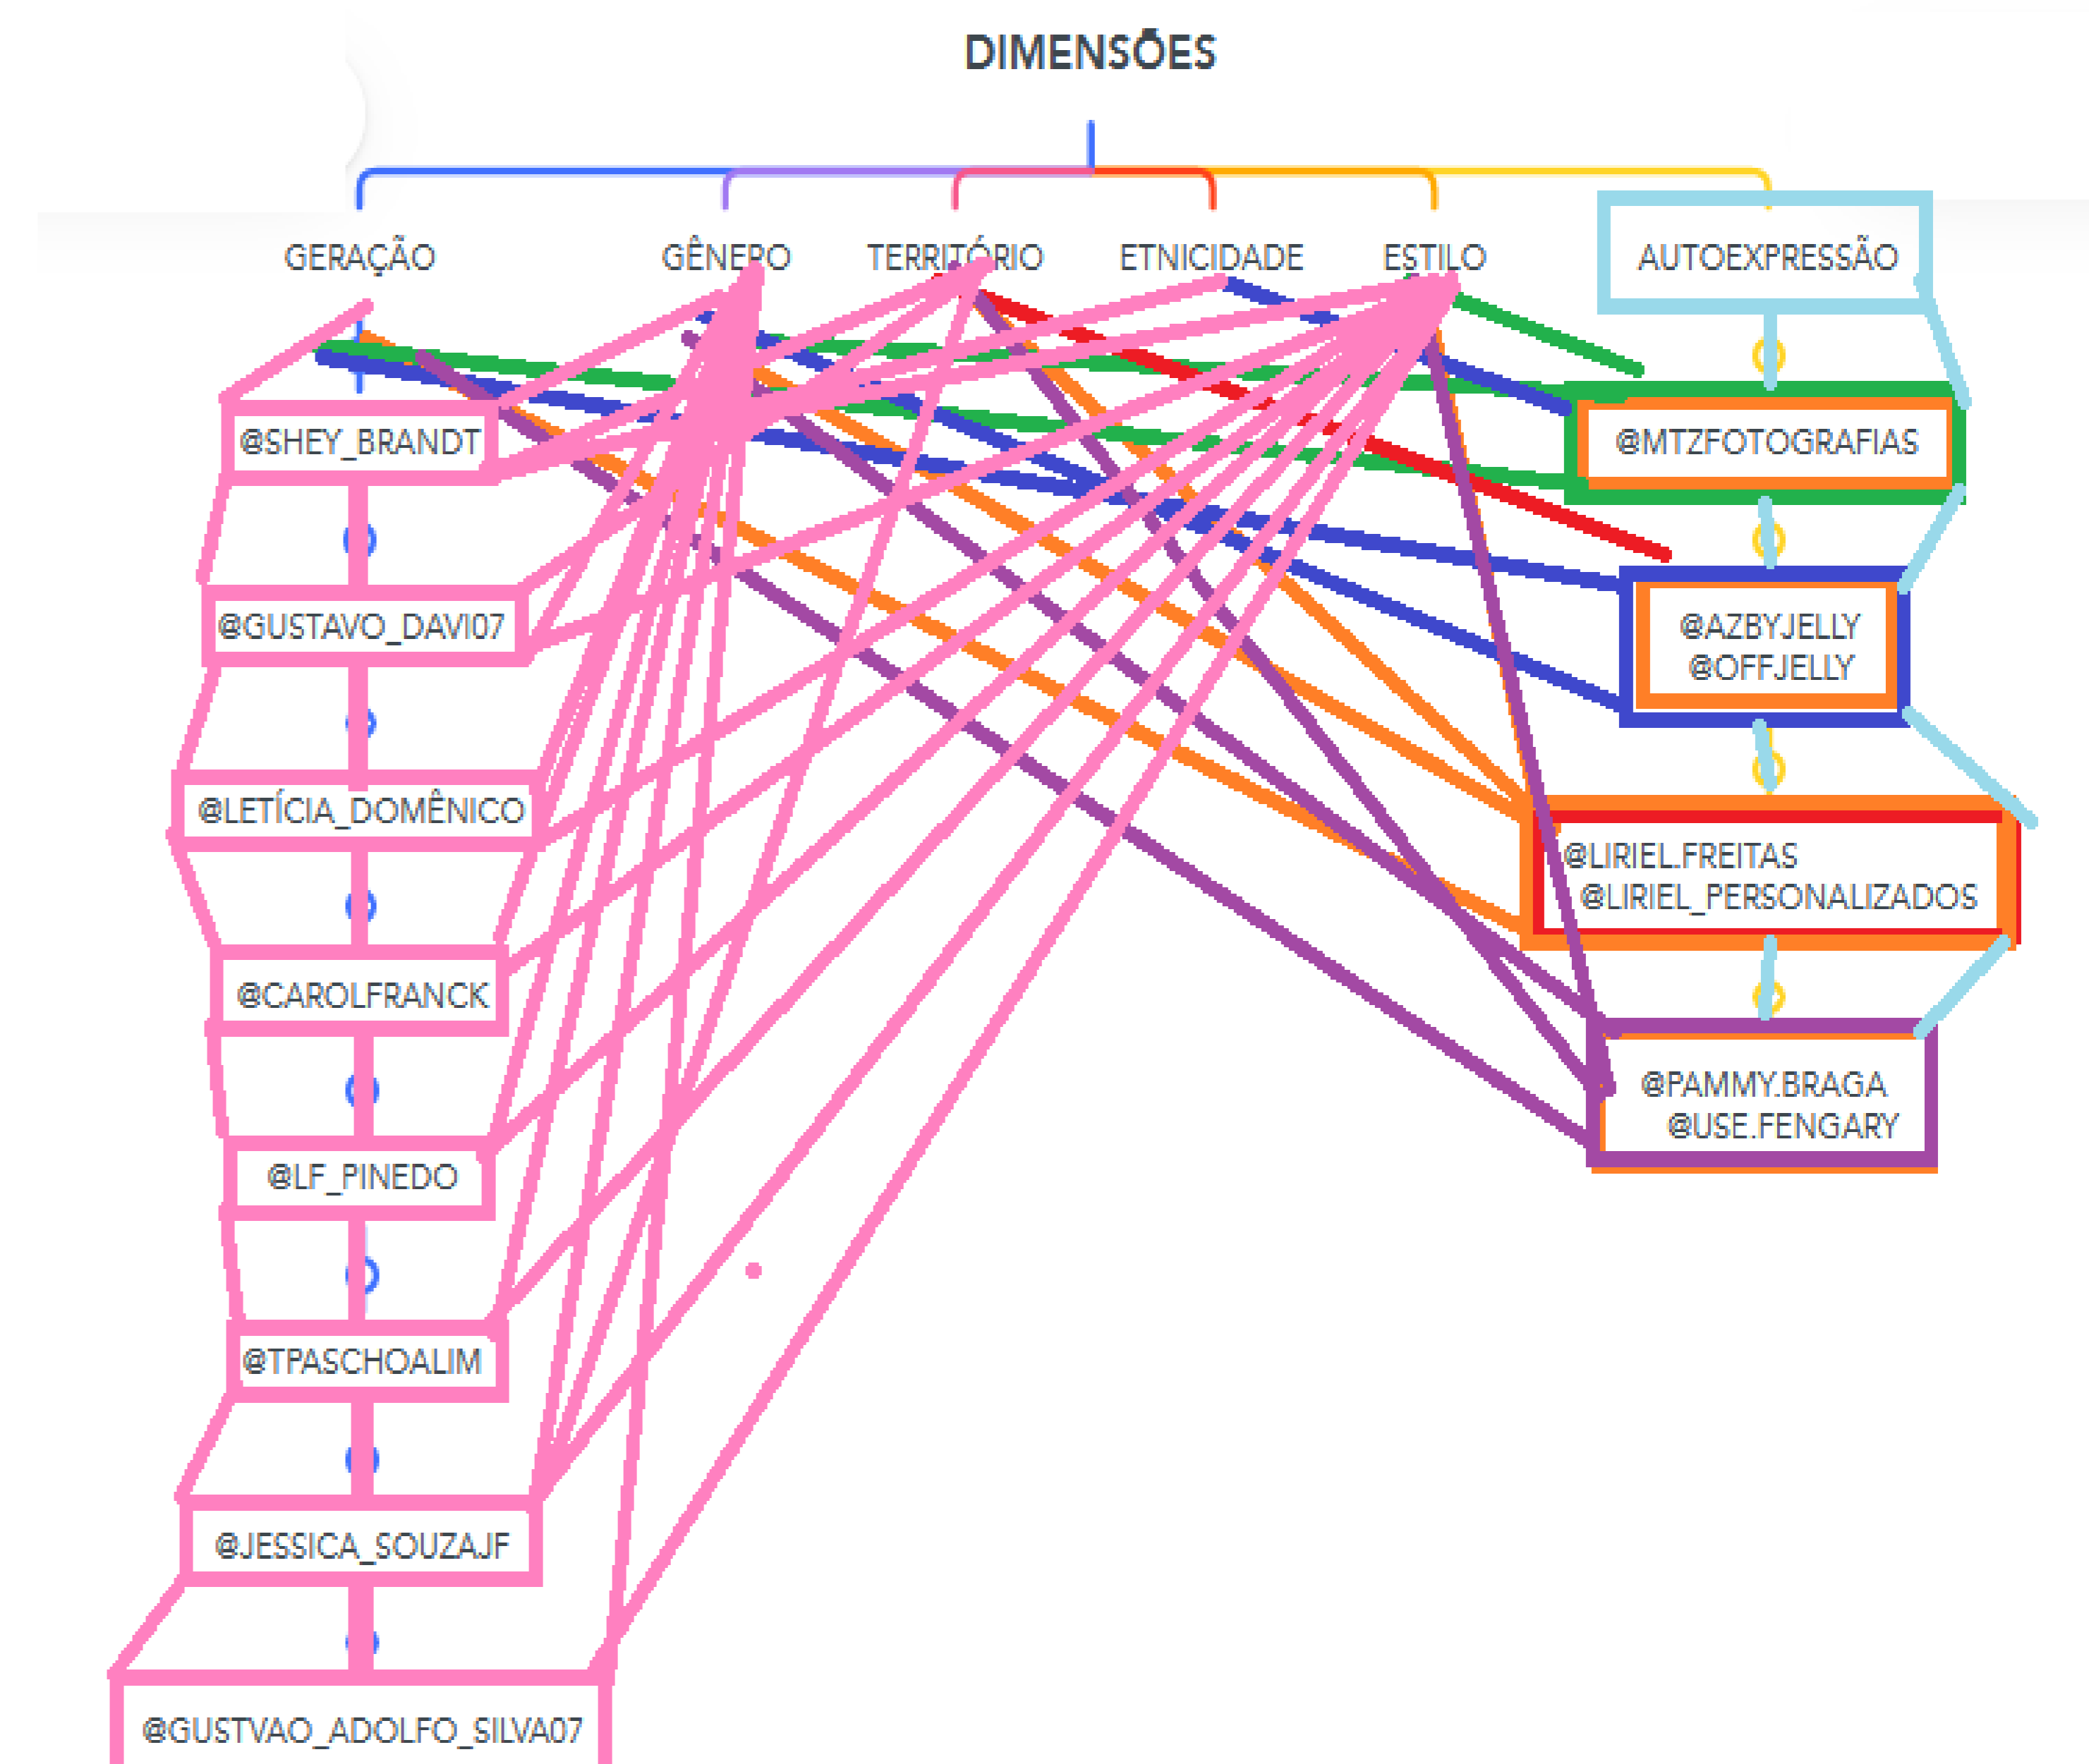 DIMENSÕES
GERAÇÃO
GÊNERO
TERRITÓRIO
ETNICIDADE
ESTILO
AUTOEXPRESSÃO
@SHEY_BRANDT
@GUSTAVO_DAVI07
@LETÍCIA_DOMÊNICO
@CAROLFRANCK
@LF_PINEDO
@TPASCHOALIM
@JESSICA_SOUZAJF
@GUSTVAO_ADOLFO_SILVA07
@MTZFOTOGRAFIAS
@AZBYJELLY
@OFFJELLY
@LIRIEL.FREITAS
@LIRIEL_PERSONALIZADOS
@PAMMY.BRAGA
@USE.FENGARY